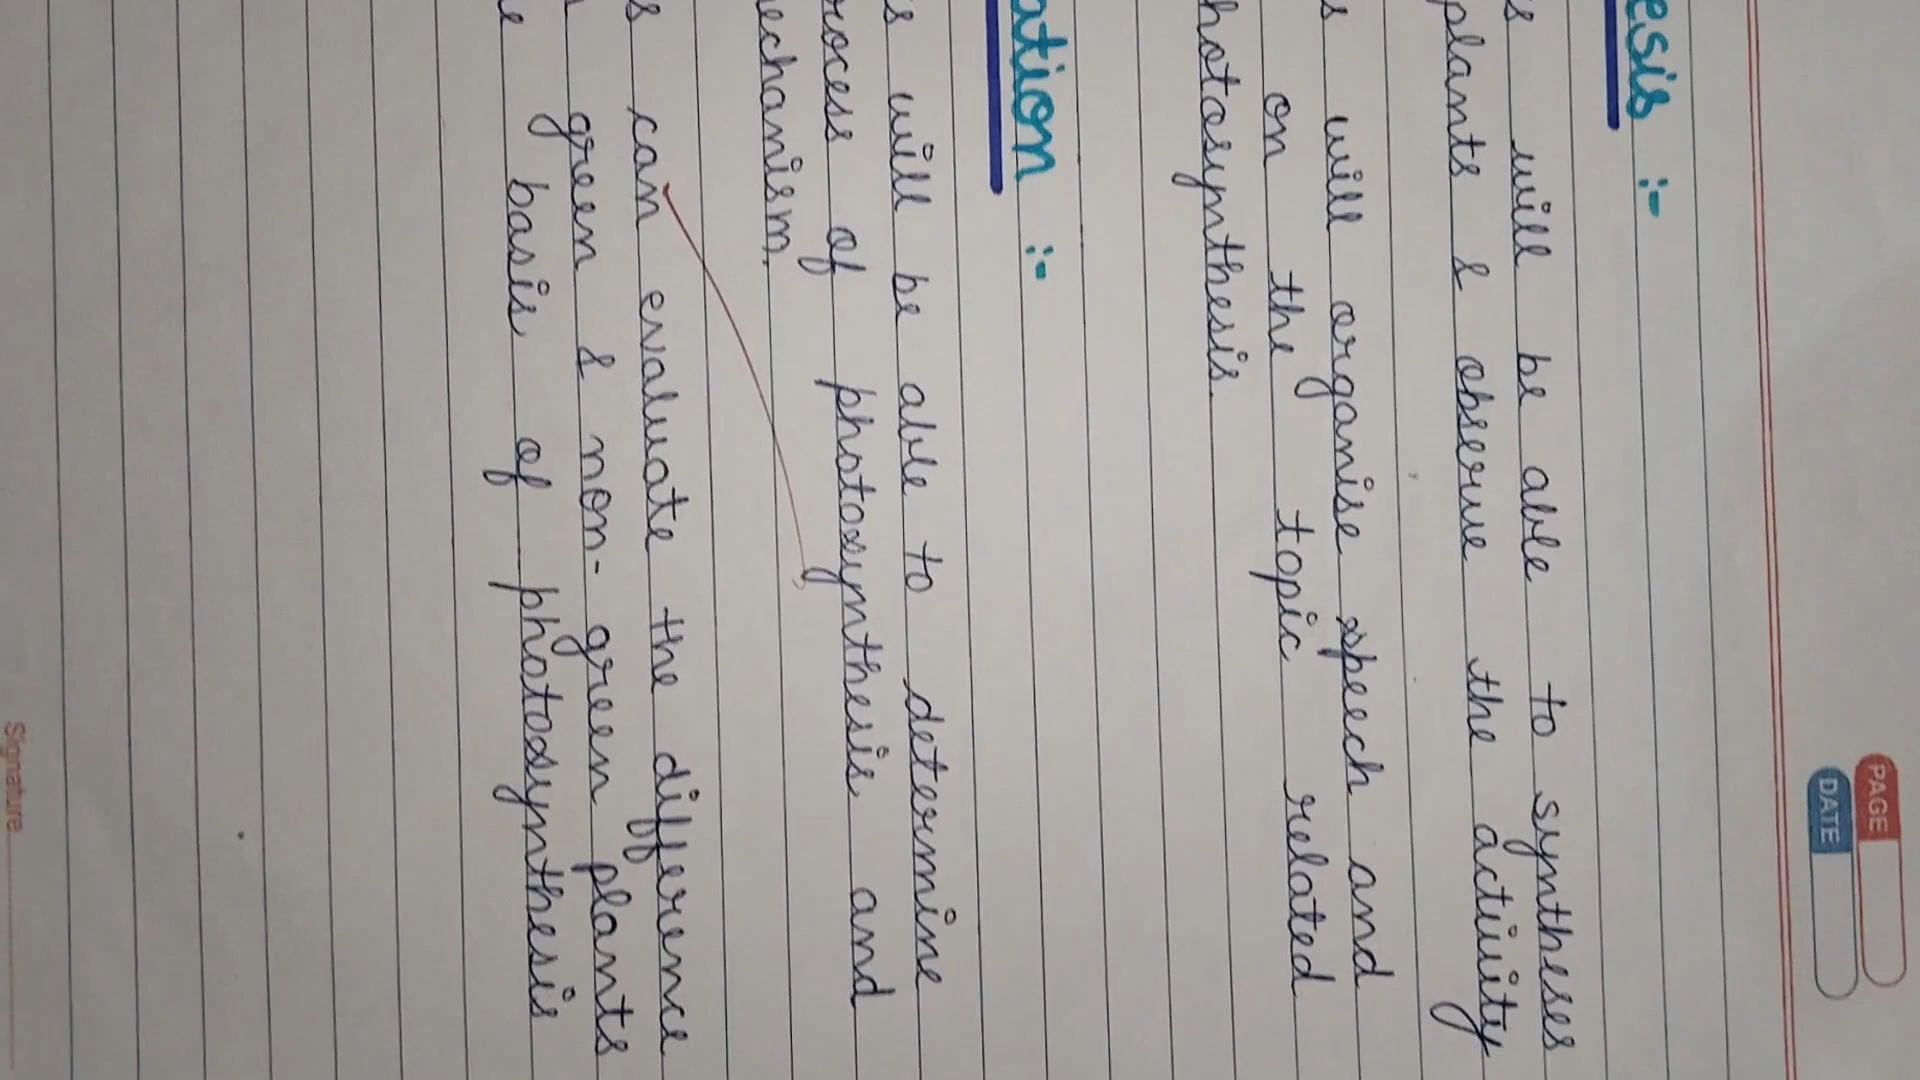 PAGE
DATE
esis :-
s will be able to syntheses
plants & observe the activity
s will organise speech and
on the topic related
hotosynthesis.
ation :-
s will be able to determine
rocess of photosynthesis and
echanism.
s can evaluate the difference
n green & non-green plants
e basis of photosynthesis
Signature